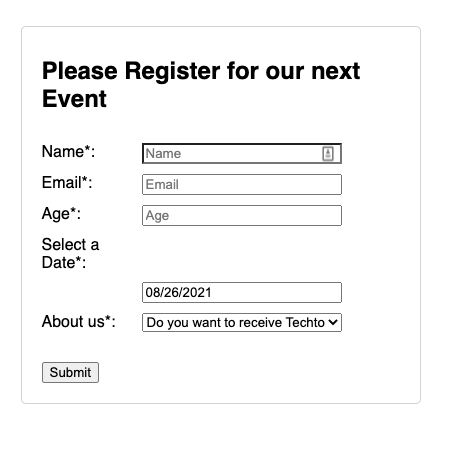 Please Register for our next
Event
Name*:
Name
Email*:
Email
Age*:
Age
Select a
Date*:
08/26/2021
About us*:
Do you want to receive Techto
Submit